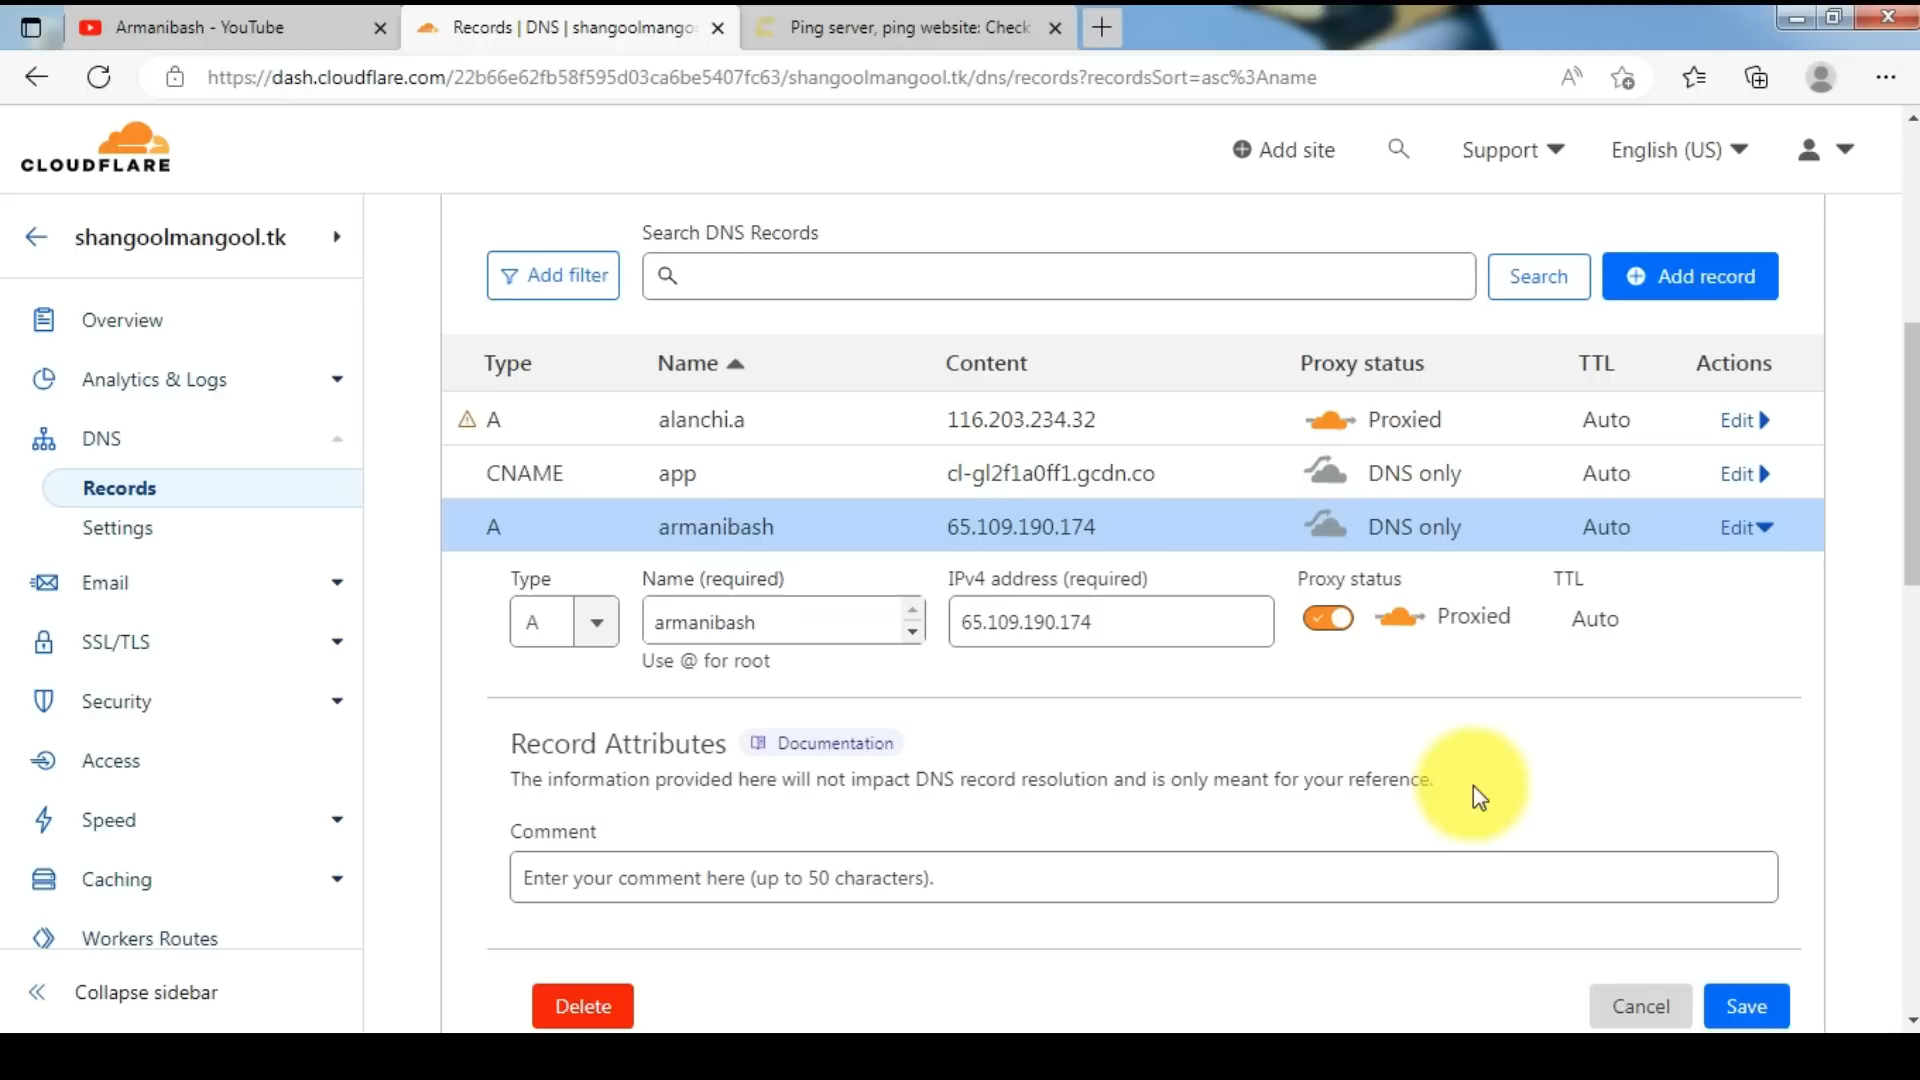 Armanibash - YouTube
Records | DNS | shangoolmango
Ping server, ping website: Check
https://dash.cloudflare.com/22b66e62fb58f595d03ca6be5407fc63/shangoolmangool.tk/dns/records?recordsSort=asc%3Aname
CLOUDFLARE
Add site
Support
English (US)
shangoolmangool.tk
Overview
Analytics & Logs
DNS
Records
Settings
Email
SSL/TLS
Security
Access
Speed
Caching
Workers Routes
Collapse sidebar
Search DNS Records
Add filter
Search
Add record
Type Name Content Proxy status TTL Actions
A alanchi.a 116.203.234.32 Proxied Auto Edit
CNAME app cl-gl2f1a0ff1.gcdn.co DNS only Auto Edit
A armanibash 65.109.190.174 DNS only Auto Edit
Type Name (required) IPv4 address (required) Proxy status TTL
A armanibash 65.109.190.174 Proxied Auto
Use @ for root
Record Attributes Documentation
The information provided here will not impact DNS record resolution and is only meant for your reference.
Comment
Enter your comment here (up to 50 characters).
Delete Cancel Save